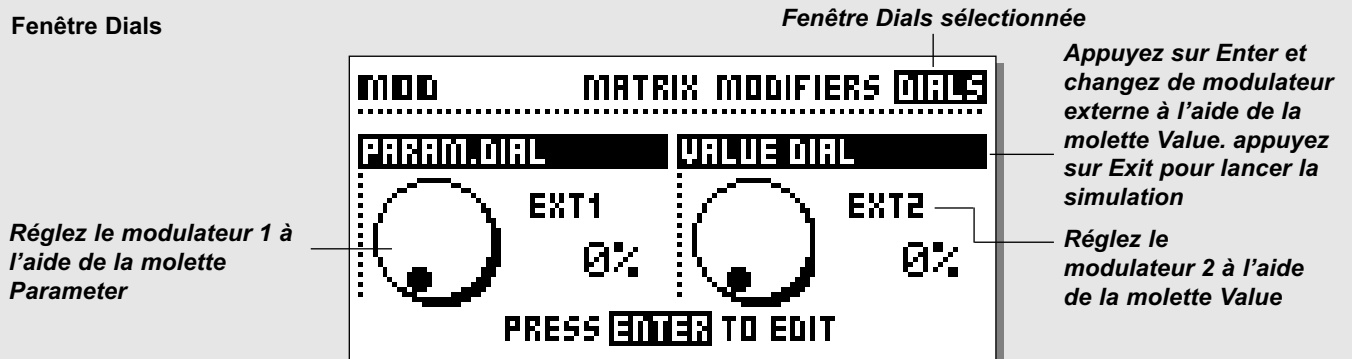 Fenêtre Dials
Fenêtre Dials sélectionnée
MOD
MATRIX MODIFIERS DIALS
PARAM.DIAL
VALUE DIAL
EXT1
0%
EXT2
0%
PRESS ENTER TO EDIT
Réglez le modulateur 1 à
l’aide de la molette
Parameter
Appuyez sur Enter et
changez de modulateur
externe à l’aide de la
molette Value. appuyez
sur Exit pour lancer la
simulation
Réglez le
modulateur 2 à l’aide
de la molette Value